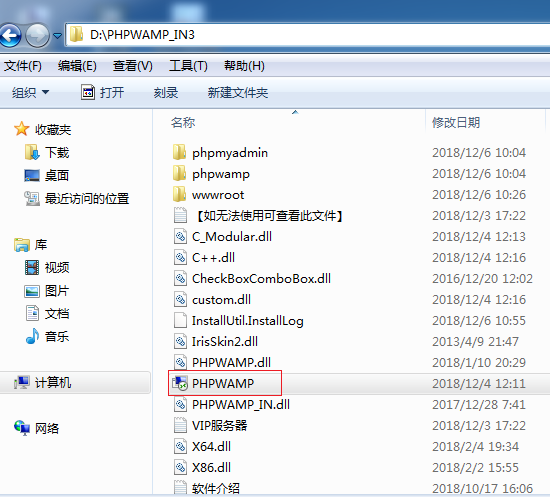 D:\PHPWAMP_IN3
文件(F) 编辑(E) 查看(V) 工具(T) 帮助(H)
组织 打开 刻录 新建文件夹
名称 修改日期
收藏夹
下载
桌面
最近访问的位置
库
视频
图片
文档
音乐
计算机
网络
phpmyadmin 2018/12/6 10:04
phpwamp 2018/12/6 10:04
wwwroot 2018/12/6 10:26
【如无法使用可查看此文件】 2018/12/3 17:22
C_Modular.dll 2018/12/4 12:13
C++.dll 2018/12/4 12:16
CheckBoxComboBox.dll 2016/12/20 12:02
custom.dll 2018/12/4 12:16
InstallUtil.InstallLog 2018/12/6 10:55
IrisSkin2.dll 2013/4/9 21:47
PHPWAMP.dll 2018/1/10 20:29
PHPWAMP 2018/12/4 12:11
PHPWAMP_IN.dll 2017/12/28 7:41
VIP服务器 2018/12/3 17:22
X64.dll 2018/2/4 19:34
X86.dll 2018/2/2 15:55
软件介绍 2018/10/17 16:06